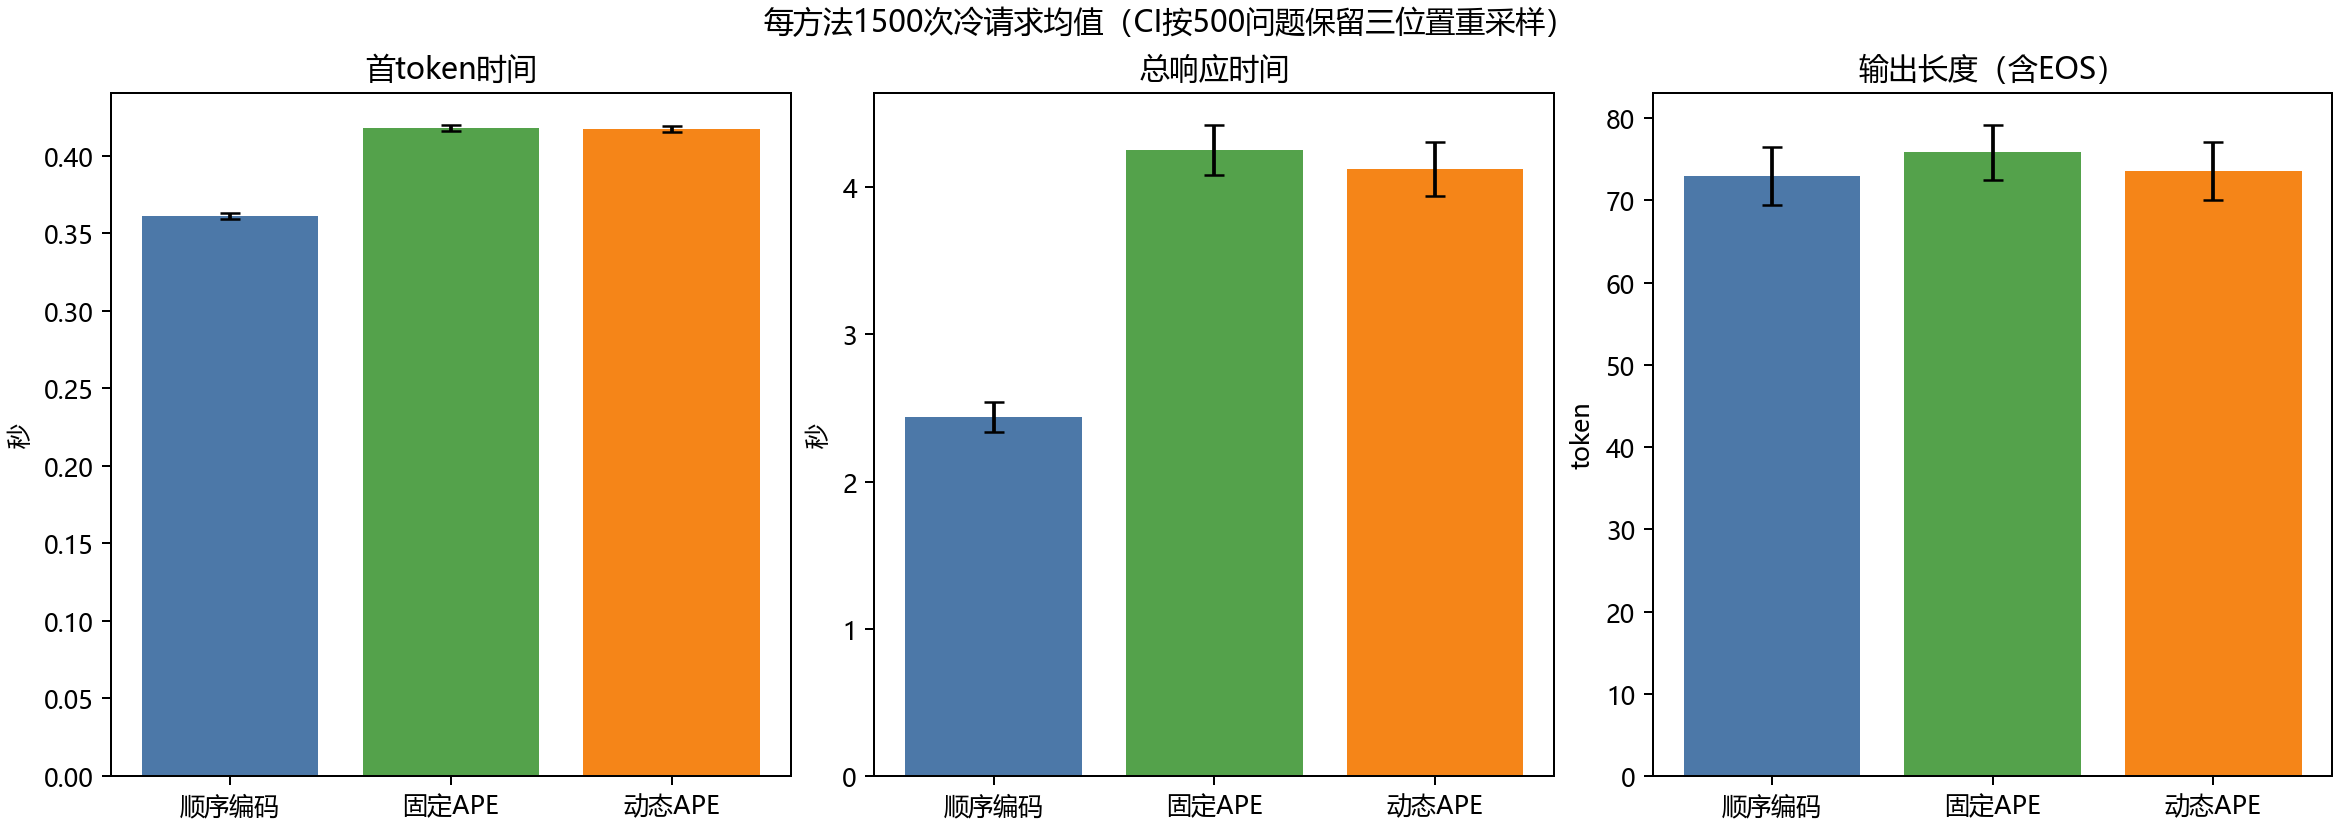 每方法1500次冷请求均值（CI按500问题保留三位置重采样）
首token时间
秒
0.40
0.35
0.30
0.25
0.20
0.15
0.10
0.05
0.00
顺序编码
固定APE
动态APE
总响应时间
秒
4
3
2
1
0
顺序编码
固定APE
动态APE
输出长度（含EOS）
token
80
70
60
50
40
30
20
10
0
顺序编码
固定APE
动态APE